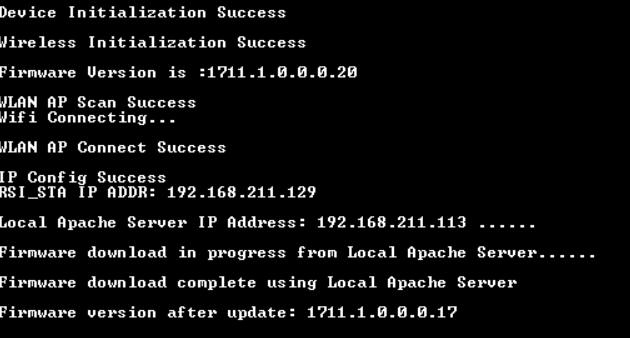 Device Initialization Success
Wireless Initialization Success
Firmware Version is :1711.1.0.0.0.20
WLAN AP Scan Success
Wifi Connecting...
WLAN AP Connect Success
IP Config Success
RSI_STA IP ADDR: 192.168.211.129
Local Apache Server IP Address: 192.168.211.113 ......
Firmware download in progress from Local Apache Server......
Firmware download complete using Local Apache Server
Firmware version after update: 1711.1.0.0.0.17